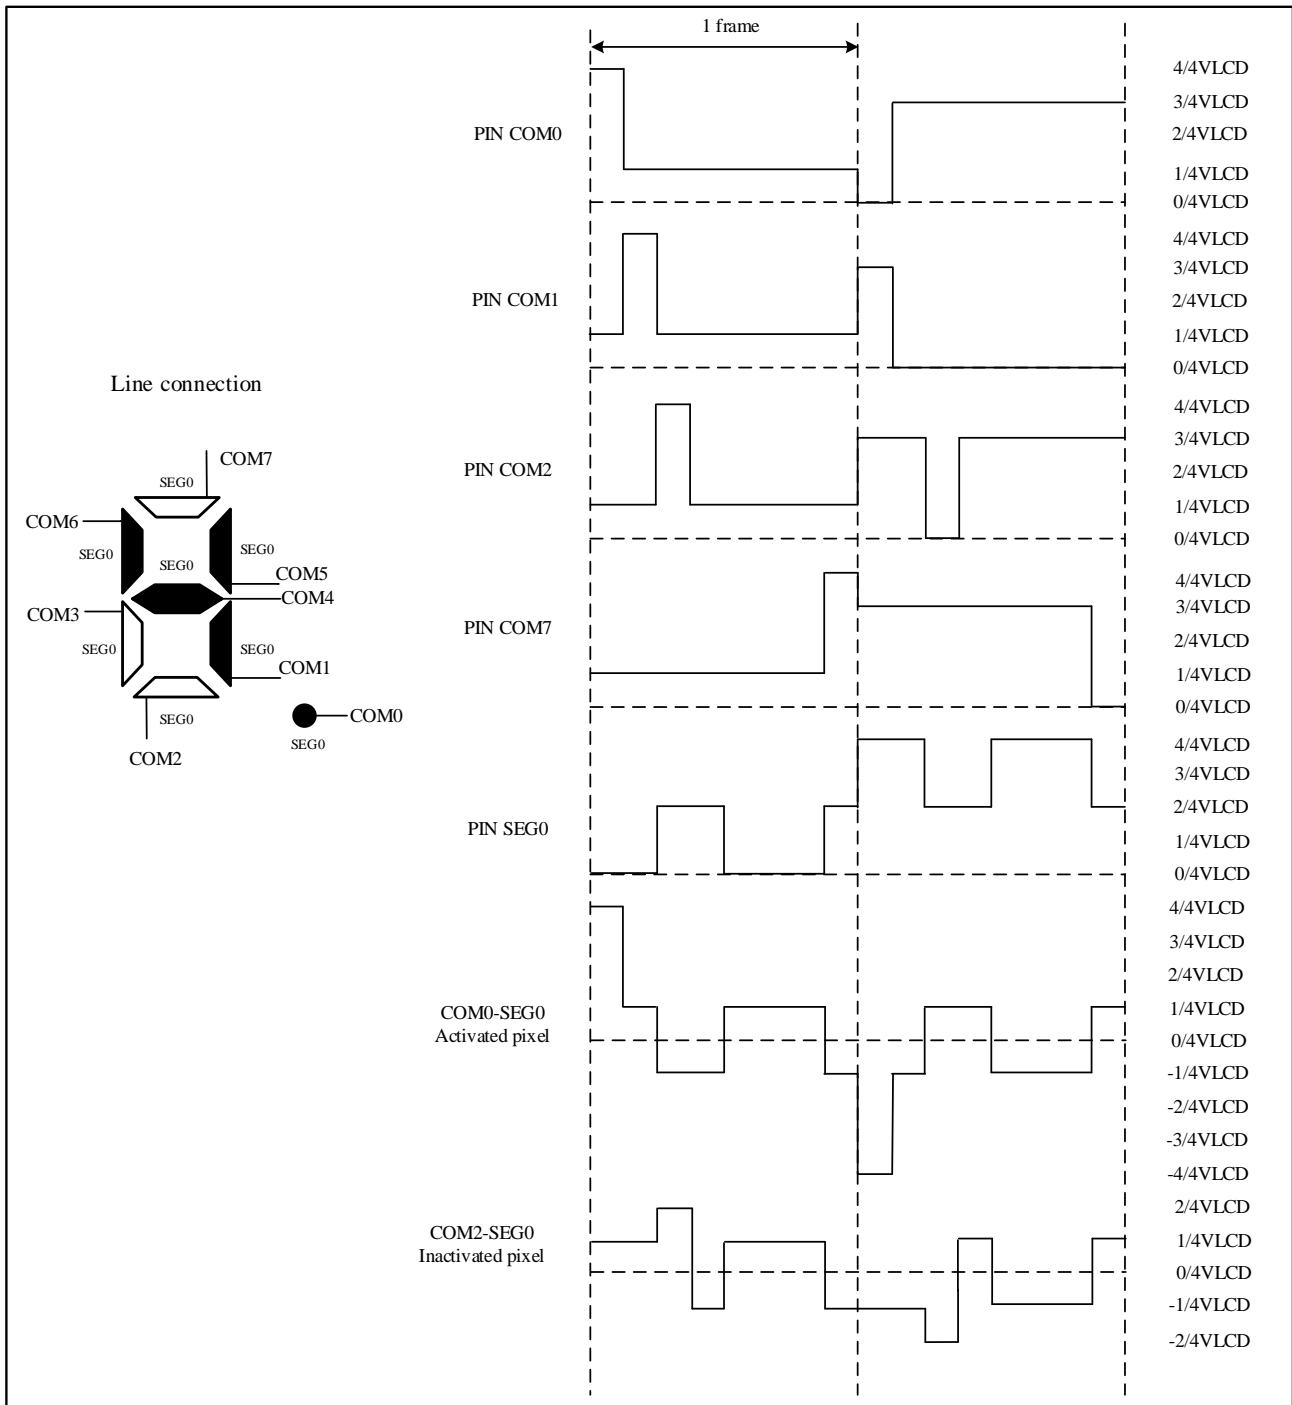 1 frame
PIN COM0
4/4VLCD
3/4VLCD
2/4VLCD
1/4VLCD
0/4VLCD
PIN COM1
4/4VLCD
3/4VLCD
2/4VLCD
1/4VLCD
0/4VLCD
Line connection
COM7
SEG0
COM6
SEG0
SEG0
SEG0
COM5
COM4
COM3
SEG0
SEG0
COM1
SEG0
COM0
SEG0
COM2
PIN COM2
4/4VLCD
3/4VLCD
2/4VLCD
1/4VLCD
0/4VLCD
PIN COM7
4/4VLCD
3/4VLCD
2/4VLCD
1/4VLCD
0/4VLCD
PIN SEG0
4/4VLCD
3/4VLCD
2/4VLCD
1/4VLCD
0/4VLCD
COM0-SEG0
Activated pixel
4/4VLCD
3/4VLCD
2/4VLCD
1/4VLCD
0/4VLCD
-1/4VLCD
-2/4VLCD
-3/4VLCD
-4/4VLCD
COM2-SEG0
Inactivated pixel
2/4VLCD
1/4VLCD
0/4VLCD
-1/4VLCD
-2/4VLCD